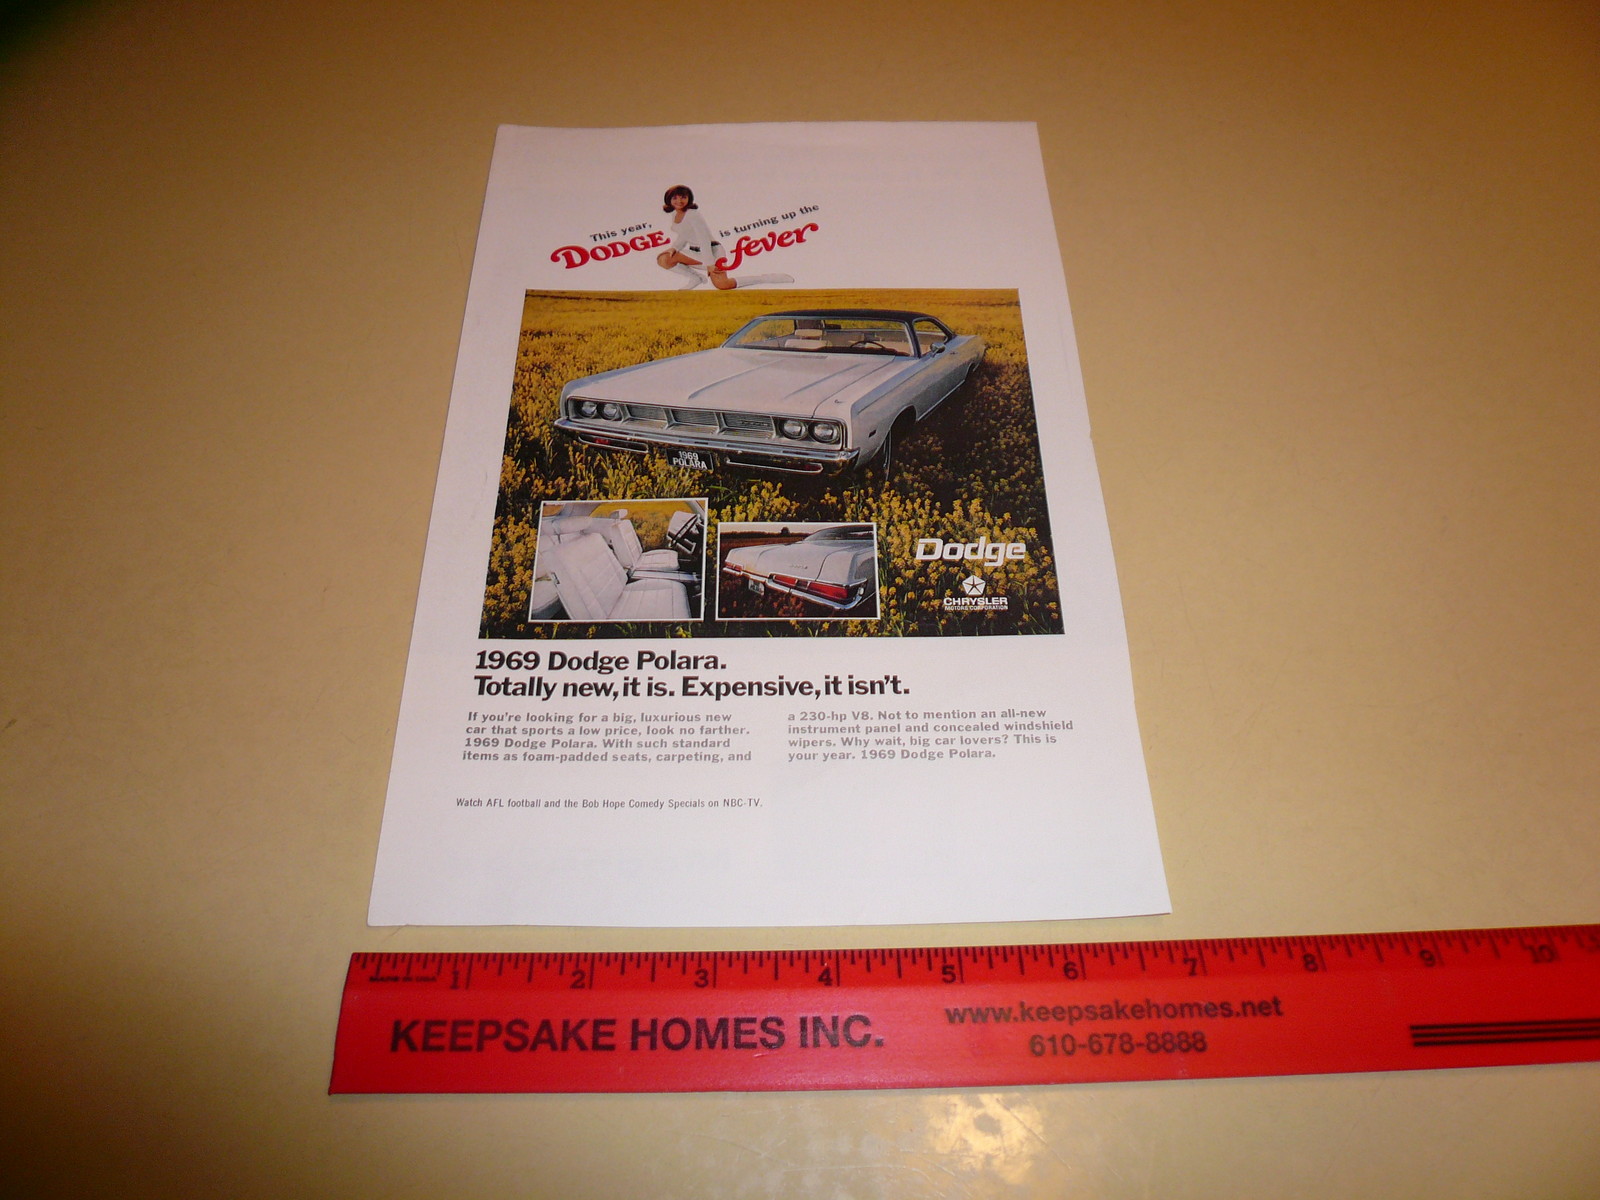 This year, is turning up the
DODGE fever
1969
POLARA
Dodge
CHRYSLER
MOTORS CORPORATION
1969 Dodge Polara.
Totally new, it is. Expensive, it isn't.
If you're looking for a big, luxurious new
car that sports a low price, look no farther.
1969 Dodge Polara. With such standard
items as foam-padded seats, carpeting, and
a 230-hp V8. Not to mention an all-new
instrument panel and concealed windshield
wipers. Why wait, big car lovers? This is
your year. 1969 Dodge Polara.
Watch AFL football and the Bob Hope Comedy Specials on NBC-TV.
MADE IN USA 1 2 3 4 5 6 7 8 9 10
KEEPSAKE HOMES INC.
www.keepsakehomes.net
610-678-8888